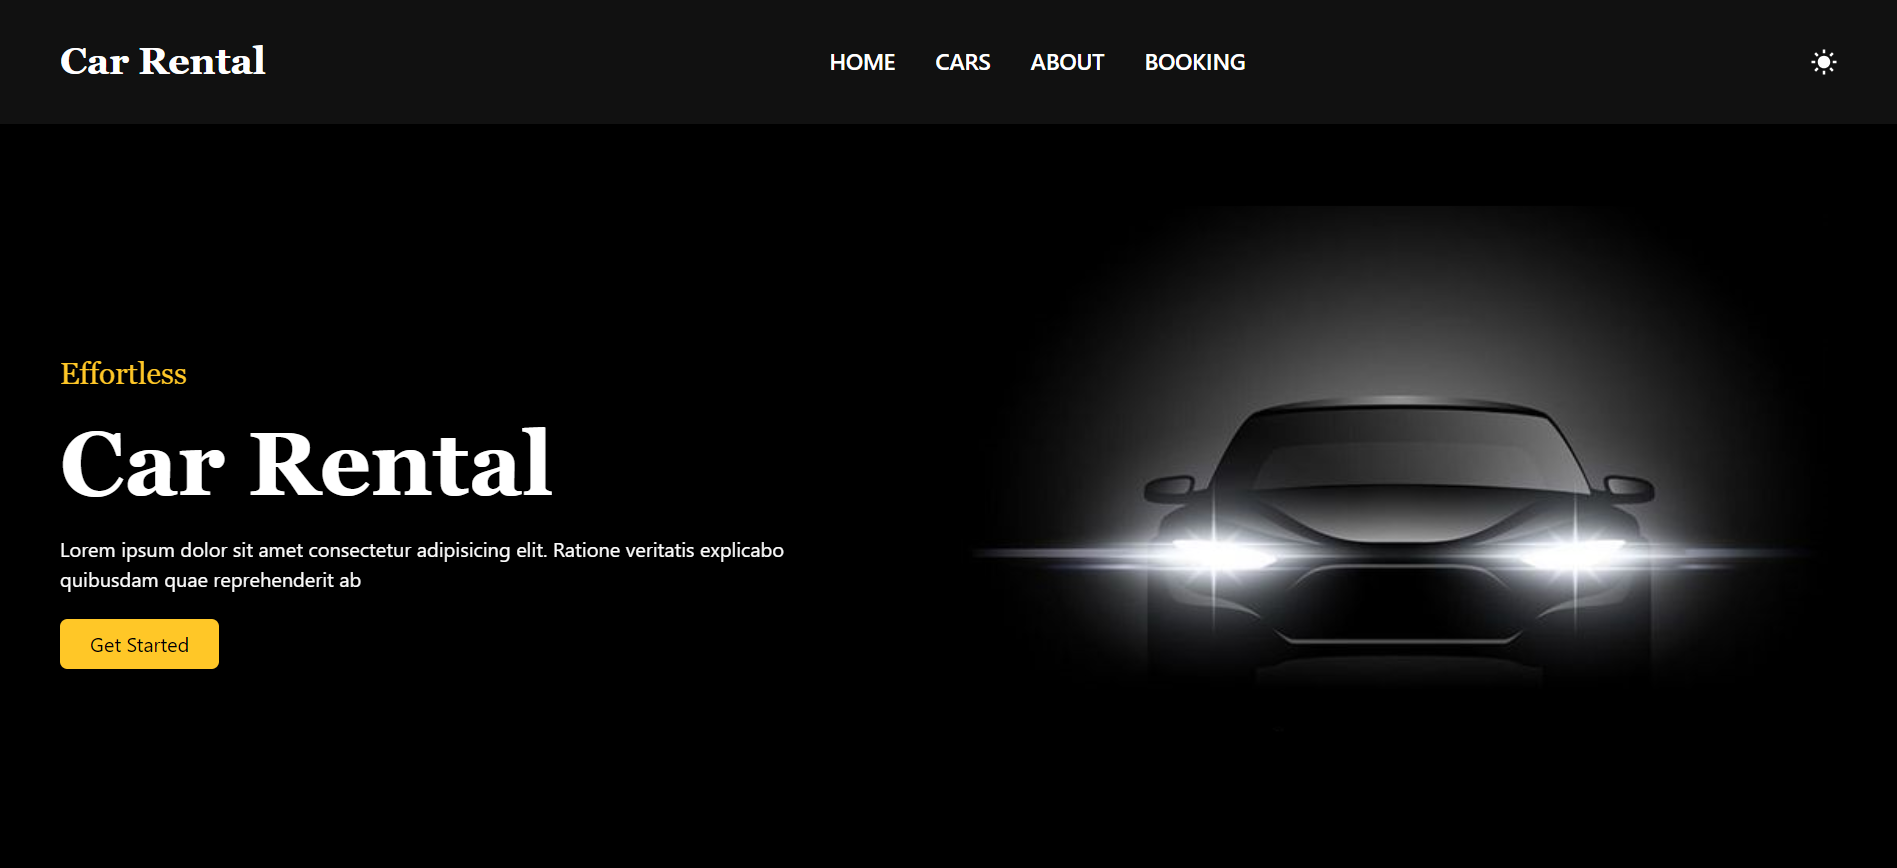 Car Rental
HOME CARS ABOUT BOOKING
Effortless
Car Rental
Lorem ipsum dolor sit amet consectetur adipisicing elit. Ratione veritatis explicabo
quibusdam quae reprehenderit ab
Get Started